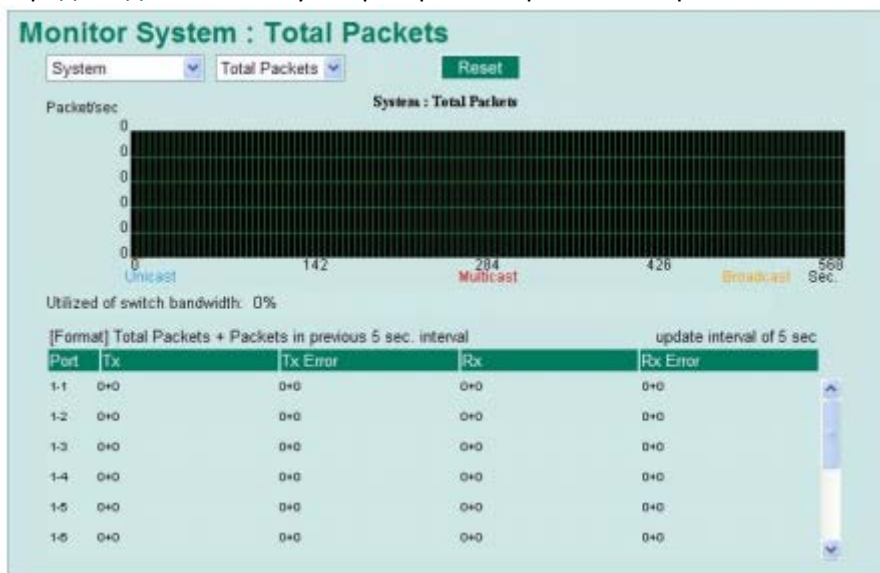 Monitor System : Total Packets
System Total Packets Reset
System : Total Packets
Packet/sec
0
0
0
0
0
0
0 142 284 426 568
Unicast Multicast Broadcast Sec.
Utilized of switch bandwidth: 0%
[Format] Total Packets + Packets in previous 5 sec. interval update interval of 5 sec
Port Tx Tx Error Rx Rx Error
1-1 0+0 0+0 0+0 0+0
1-2 0+0 0+0 0+0 0+0
1-3 0+0 0+0 0+0 0+0
1-4 0+0 0+0 0+0 0+0
1-5 0+0 0+0 0+0 0+0
1-6 0+0 0+0 0+0 0+0